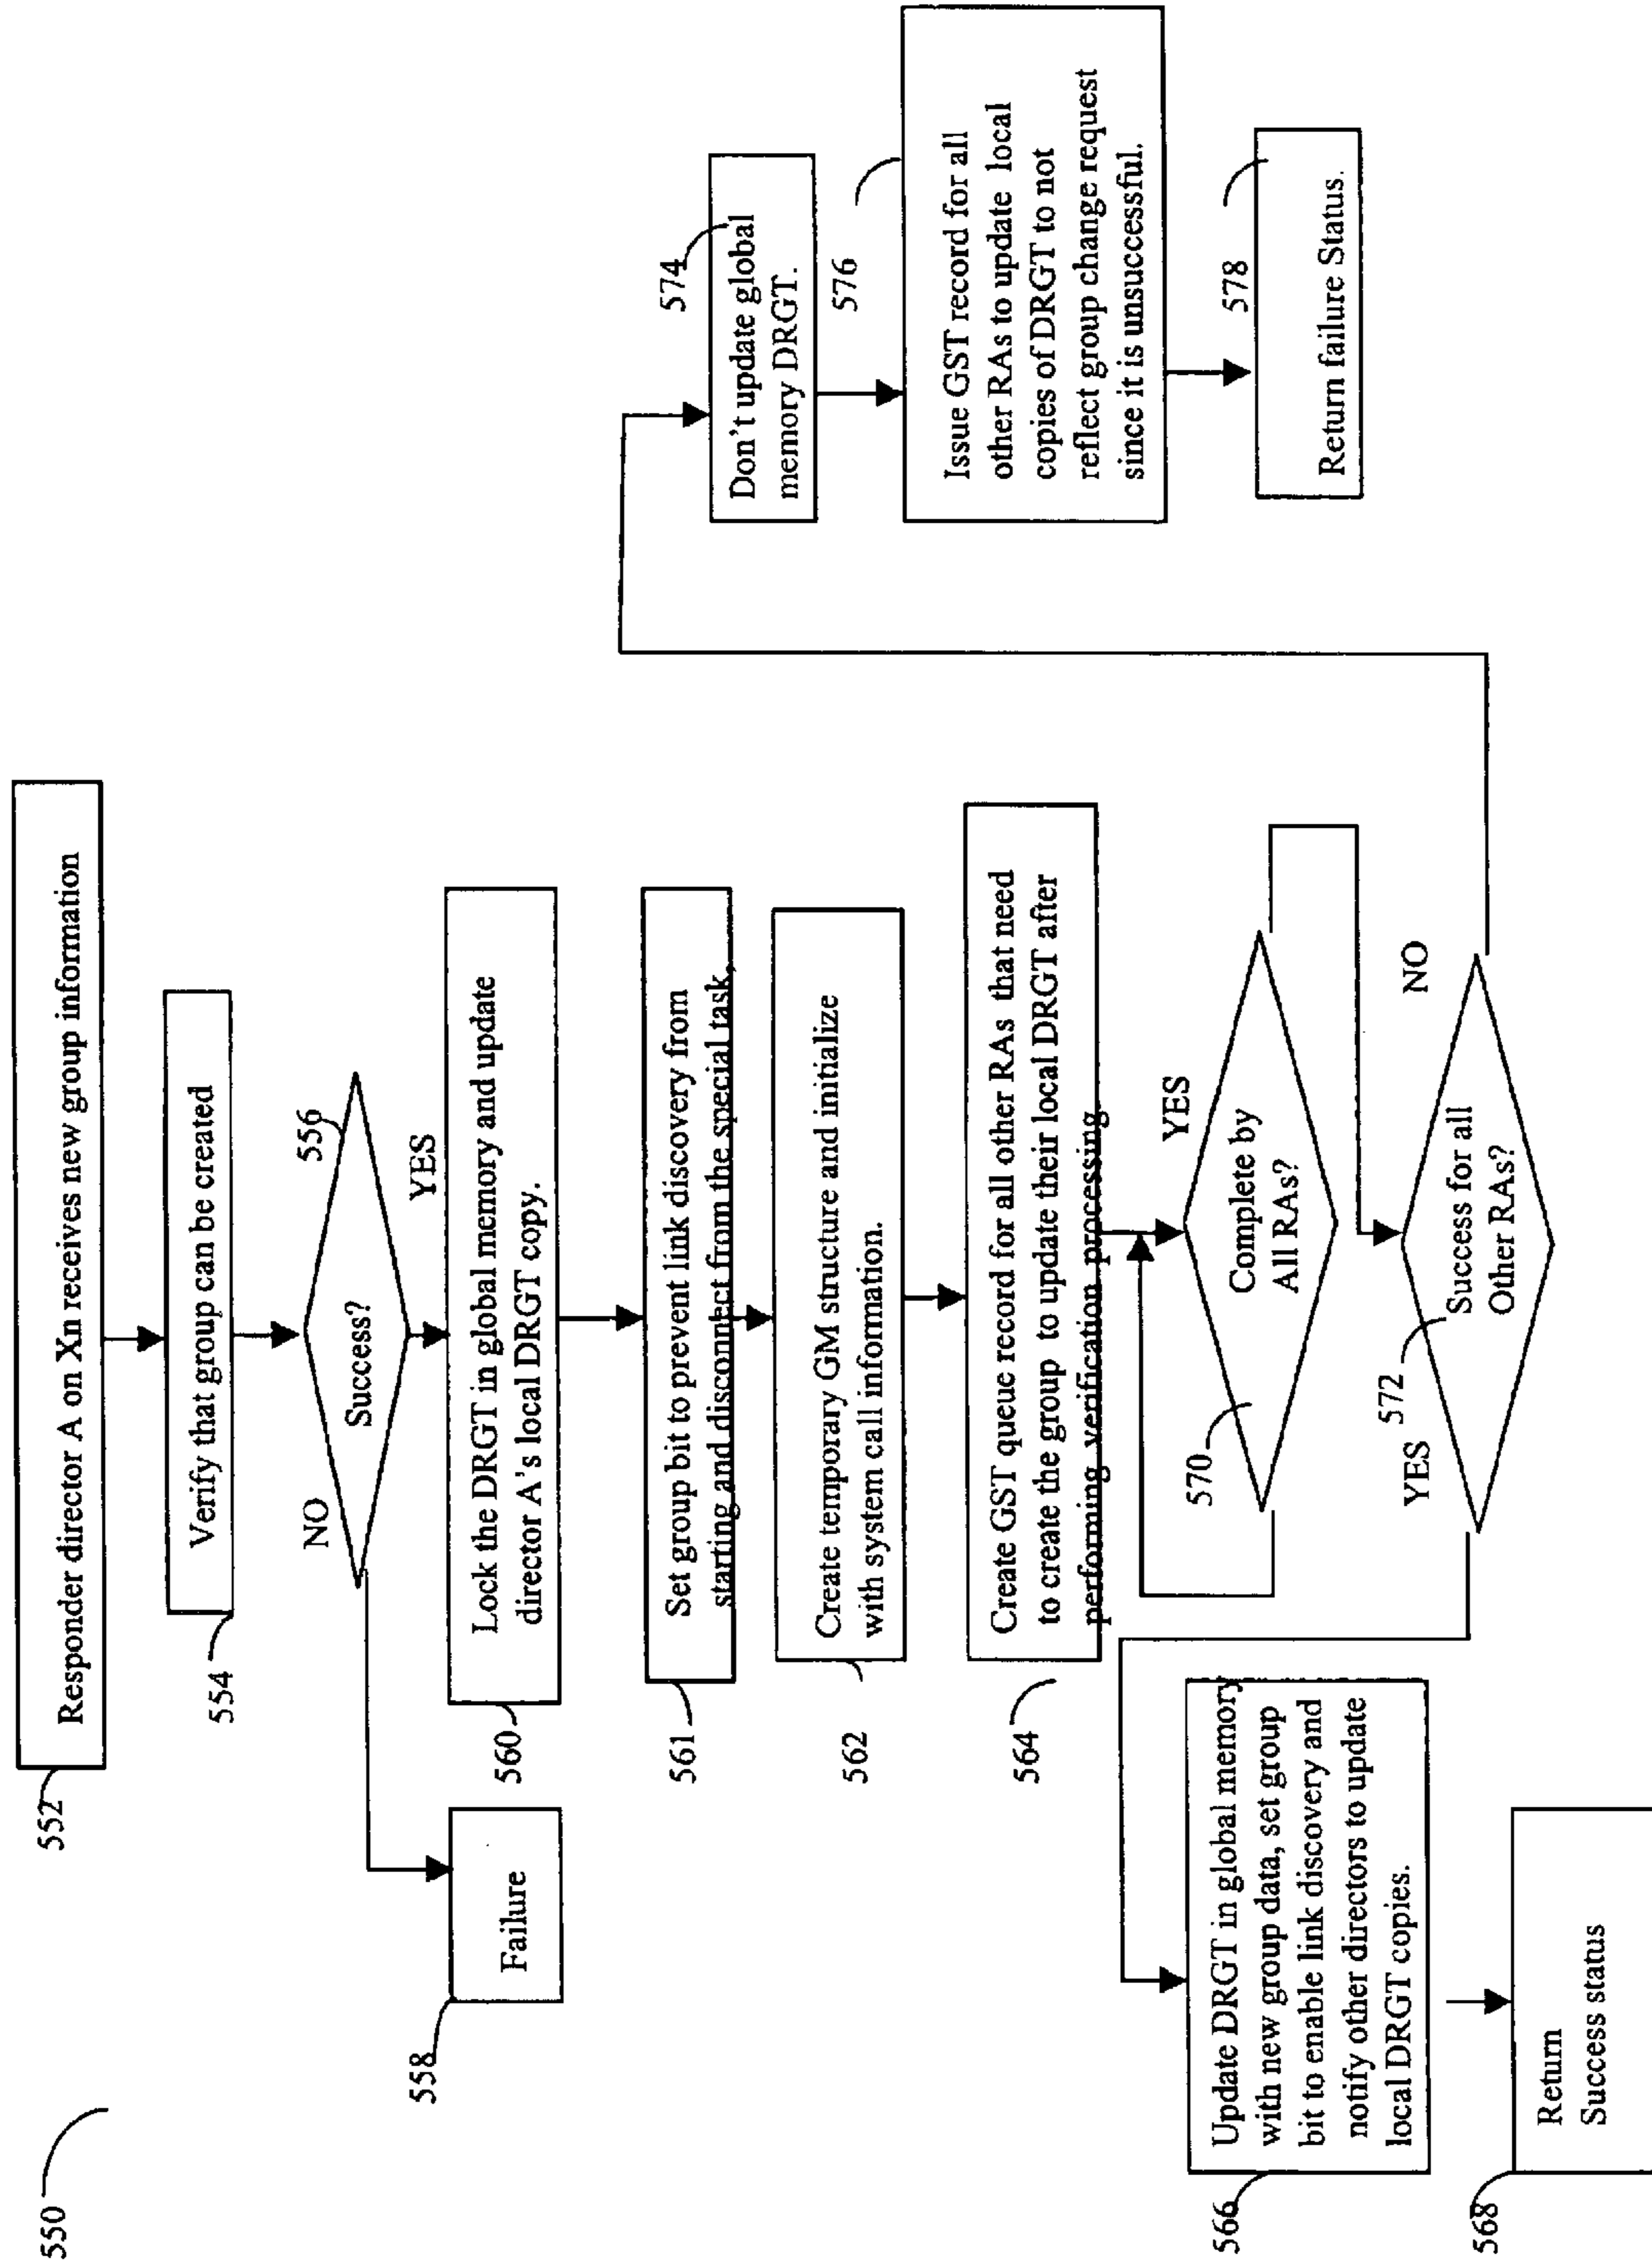 550
552
Responder director A on Xn receives new group information
554
Verify that group can be created
556
Success?
NO
YES
558
Failure
560
Lock the DRGT in global memory and update
director A's local DRGT copy.
561
Set group bit to prevent link discovery from
starting and disconnect from the special task.
562
Create temporary GM structure and initialize
with system call information.
564
Create GST queue record for all other RAs that need
to create the group to update their local DRGT after
performing verification processing
570
Complete by
All RAs?
YES
572
Success for all
Other RAs?
YES
NO
566
Update DRGT in global memory
with new group data, set group
bit to enable link discovery and
notify other directors to update
local DRGT copies.
568
Return
Success status
574
Don't update global
memory DRGT.
576
Issue GST record for all
other RAs to update local
copies of DRGT to not
reflect group change request
since it is unsuccessful.
578
Return failure Status.